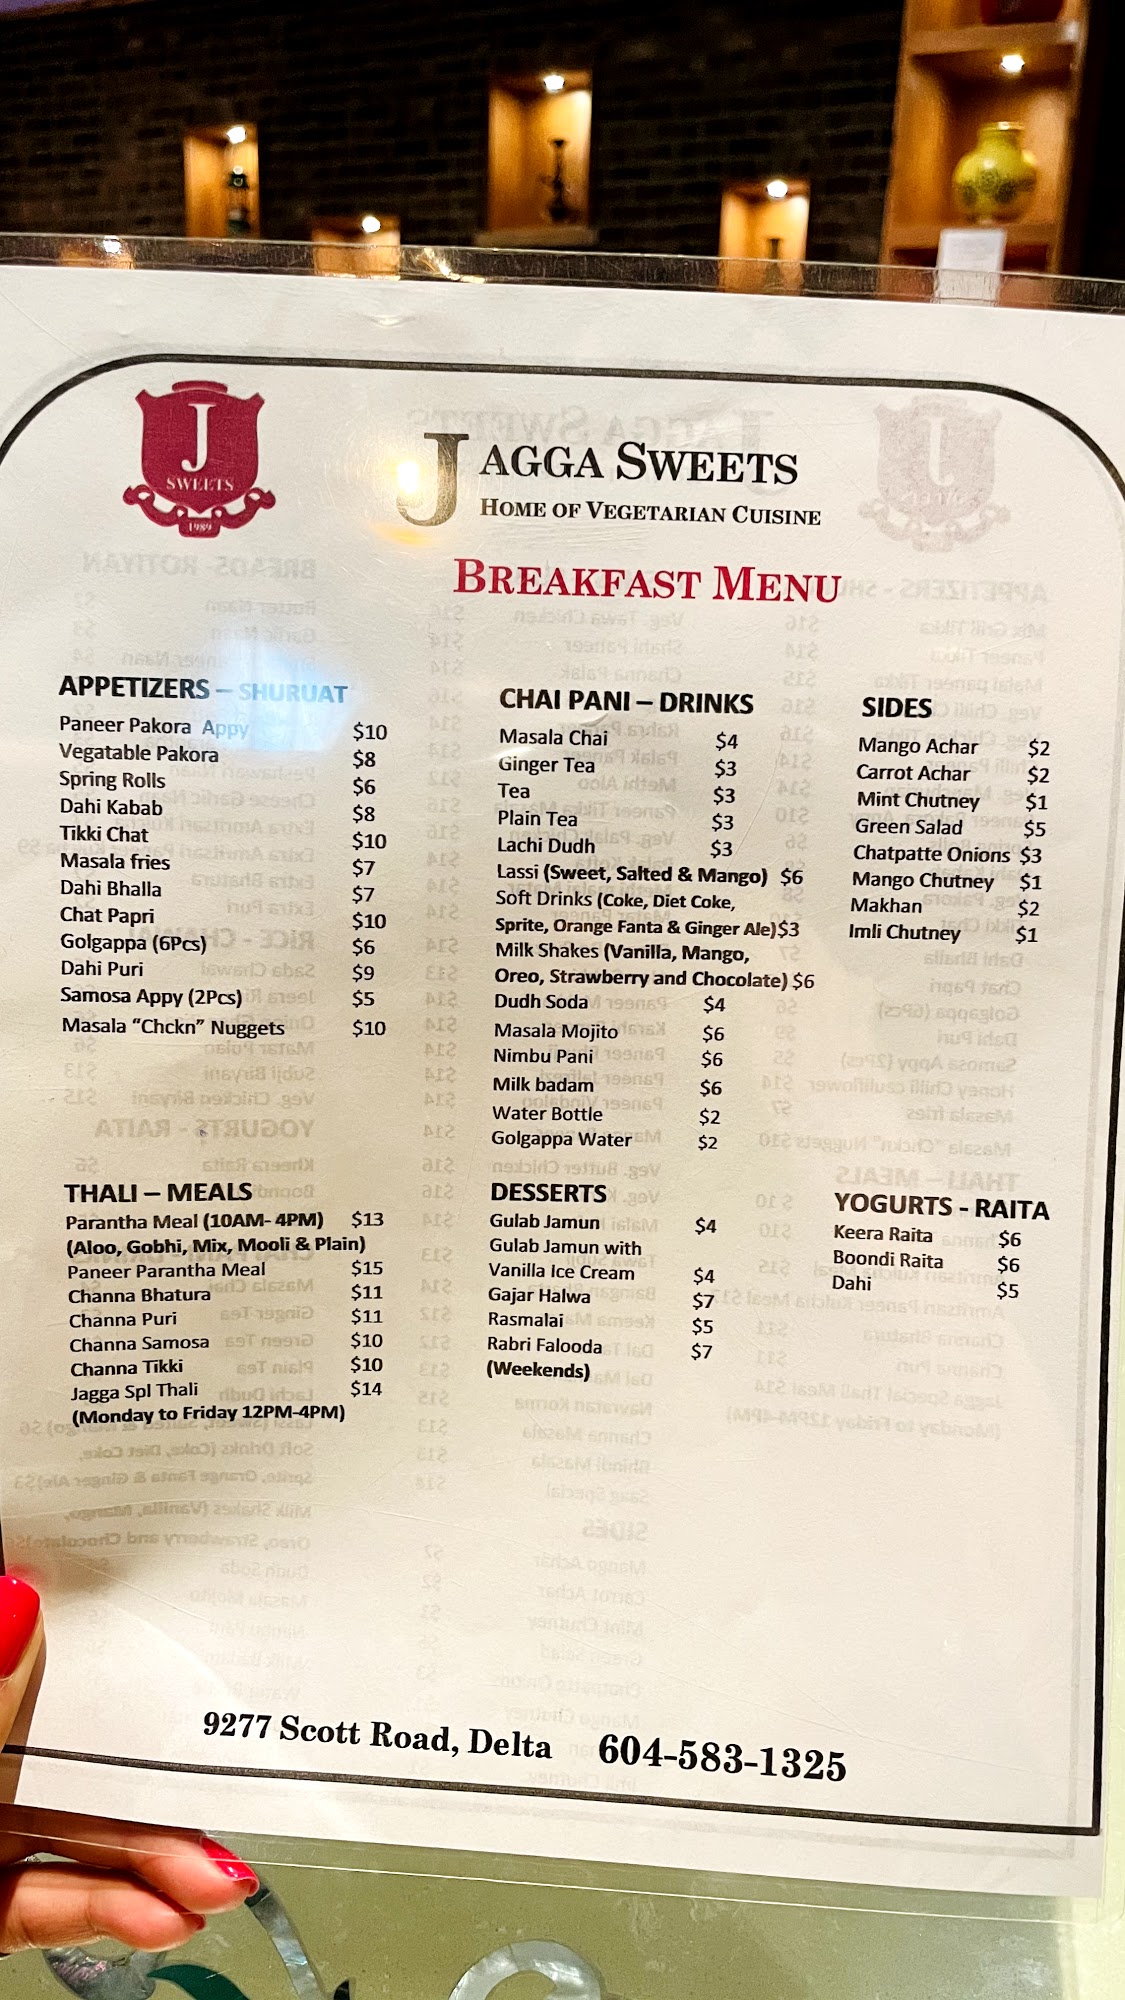 J
SWEETS
1989
JAGGA SWEETS
HOME OF VEGETARIAN CUISINE
BREAKFAST MENU
APPETIZERS – SHURUAT
Paneer Pakora Appy $10
Vegatable Pakora $8
Spring Rolls $6
Dahi Kabab $8
Tikki Chat $10
Masala fries $7
Dahi Bhalla $7
Chat Papri $10
Golgappa (6Pcs) $6
Dahi Puri $9
Samosa Appy (2Pcs) $5
Masala “Chckn” Nuggets $10
CHAI PANI – DRINKS
Masala Chai $4
Ginger Tea $3
Tea $3
Plain Tea $3
Lachi Dudh $3
Lassi (Sweet, Salted & Mango) $6
Soft Drinks (Coke, Diet Coke,
Sprite, Orange Fanta & Ginger Ale)$3
Milk Shakes (Vanilla, Mango,
Oreo, Strawberry and Chocolate) $6
Dudh Soda $4
Masala Mojito $6
Nimbu Pani $6
Milk badam $6
Water Bottle $2
Golgappa Water $2
SIDES
Mango Achar $2
Carrot Achar $2
Mint Chutney $1
Green Salad $5
Chatpatte Onions $3
Mango Chutney $1
Makhan $2
Imli Chutney $1
THALI – MEALS
Parantha Meal (10AM- 4PM) $13
(Aloo, Gobhi, Mix, Mooli & Plain)
Paneer Parantha Meal $15
Channa Bhatura $11
Channa Puri $11
Channa Samosa $10
Channa Tikki $10
Jagga Spl Thali $14
(Monday to Friday 12PM-4PM)
DESSERTS
Gulab Jamun $4
Gulab Jamun with
Vanilla Ice Cream $4
Gajar Halwa $7
Rasmalai $5
Rabri Falooda $7
(Weekends)
YOGURTS - RAITA
Keera Raita $6
Boondi Raita $6
Dahi $5
9277 Scott Road, Delta 604-583-1325